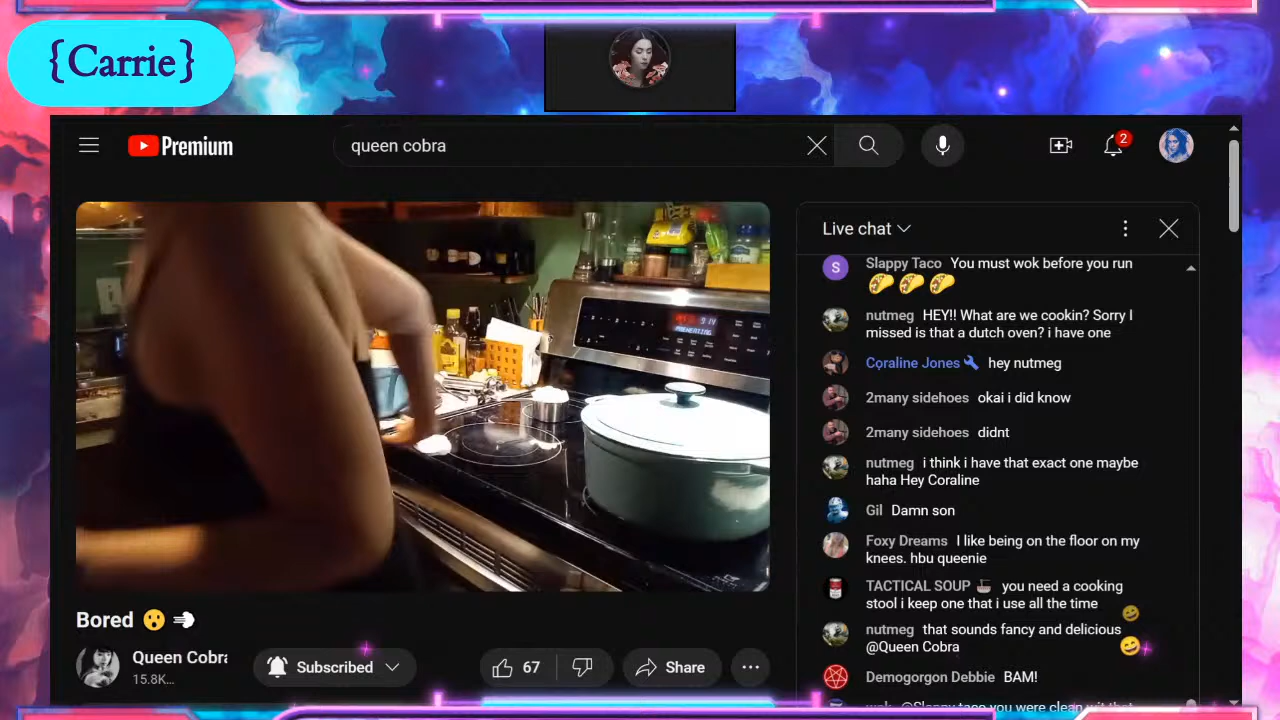 {Carrie}
Premium
queen cobra
2
Live chat
S
Slappy Taco You must wok before you run
nutmeg HEY!! What are we cookin? Sorry I
missed is that a dutch oven? i have one
Coraline Jones hey nutmeg
2many sidehoes okai i did know
2many sidehoes didnt
nutmeg i think i have that exact one maybe
haha Hey Coraline
Gil Damn son
Foxy Dreams I like being on the floor on my
knees. hbu queenie
TACTICAL SOUP you need a cooking
stool i keep one that i use all the time
nutmeg that sounds fancy and delicious
@Queen Cobra
Demogorgon Debbie BAM!
PREHEATING
Bored
Queen Cobra
15.8K...
Subscribed
67
Share